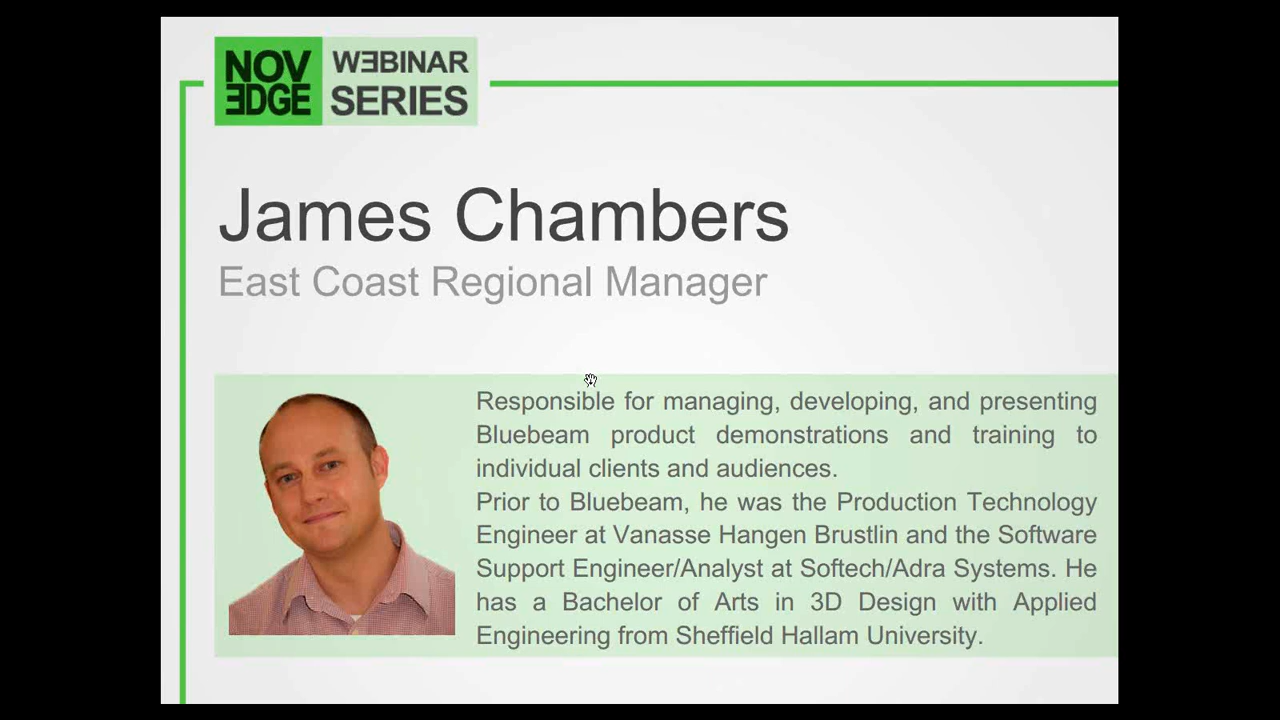 NOV
EDGE
WEBINAR
SERIES
James Chambers
East Coast Regional Manager
Responsible for managing, developing, and presenting
Bluebeam product demonstrations and training to
individual clients and audiences.
Prior to Bluebeam, he was the Production Technology
Engineer at Vanasse Hangen Brustlin and the Software
Support Engineer/Analyst at Softech/Adra Systems. He
has a Bachelor of Arts in 3D Design with Applied
Engineering from Sheffield Hallam University.